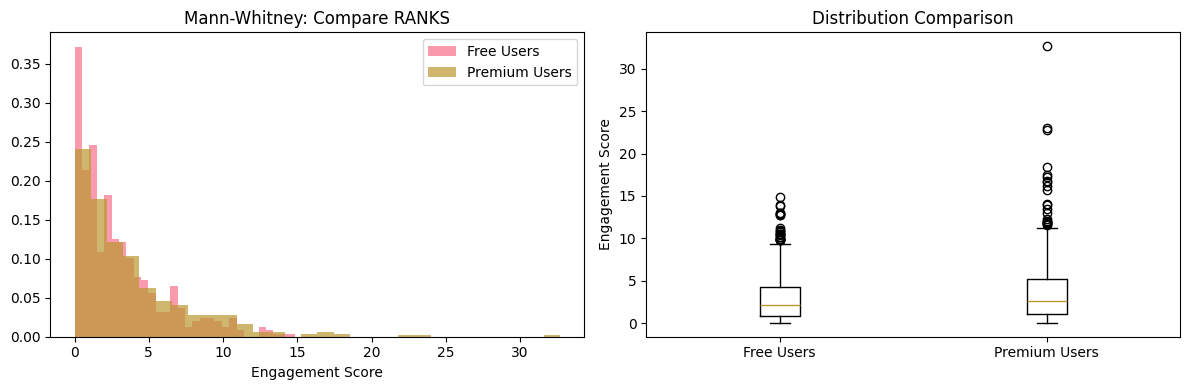 Mann-Whitney: Compare RANKS
Free Users
Premium Users
0.35
0.30
0.25
0.20
0.15
0.10
0.05
0.00
0 5 10 15 20 25 30
Engagement Score
Distribution Comparison
Engagement Score
30
25
20
15
10
5
0
Free Users Premium Users